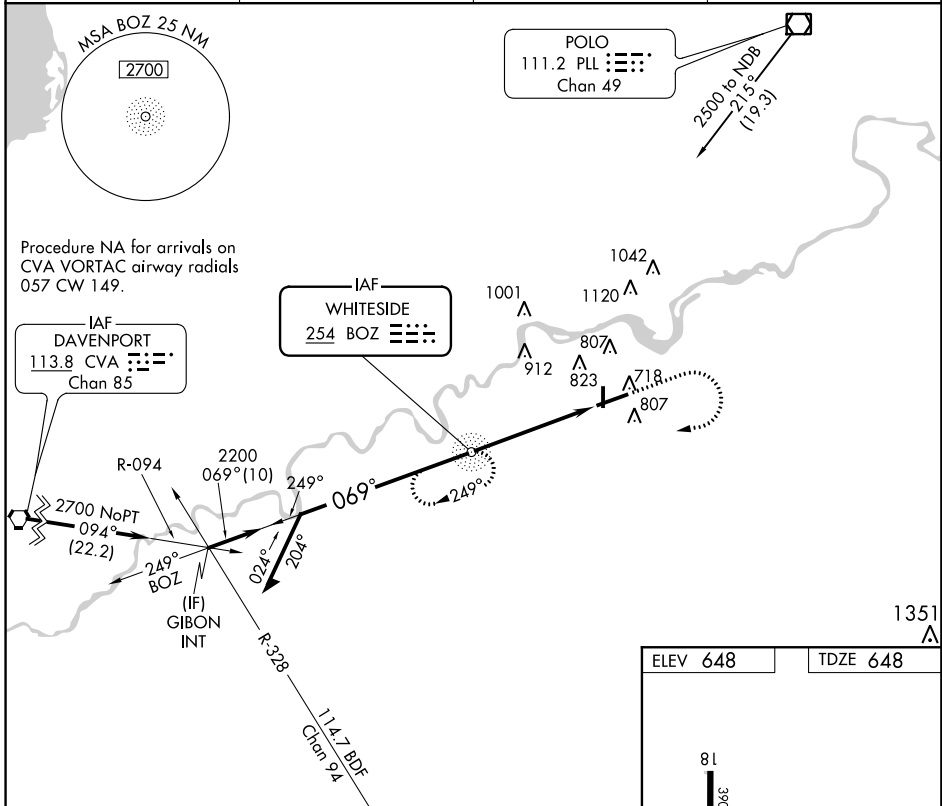 MSA BOZ 25 NM
2700
POLO
111.2 PLL
Chan 49
2500 to NDB
215°
(19.3)
Procedure NA for arrivals on
CVA VORTAC airway radials
057 CW 149.
IAF
DAVENPORT
113.8 CVA
Chan 85
IAF
WHITESIDE
254 BOZ
1001
1042
1120
912
807
823
718
807
R-094
2200
069°(10)
249°
069°
249°
2700 NoPT
094°
(22.2)
249°
BOZ
024°
204°
(IF)
GIBON
INT
R-328
114.7 BDF
Chan 94
1351
ELEV 648
TDZE 648
18
390